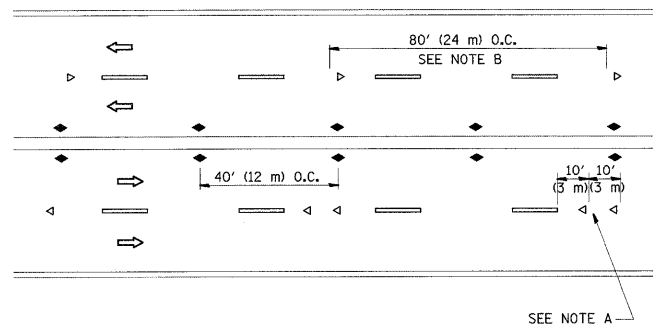 80' (24 m) O.C.
SEE NOTE B
40' (12 m) O.C.
10' 10'
(3 m) (3 m)
SEE NOTE A